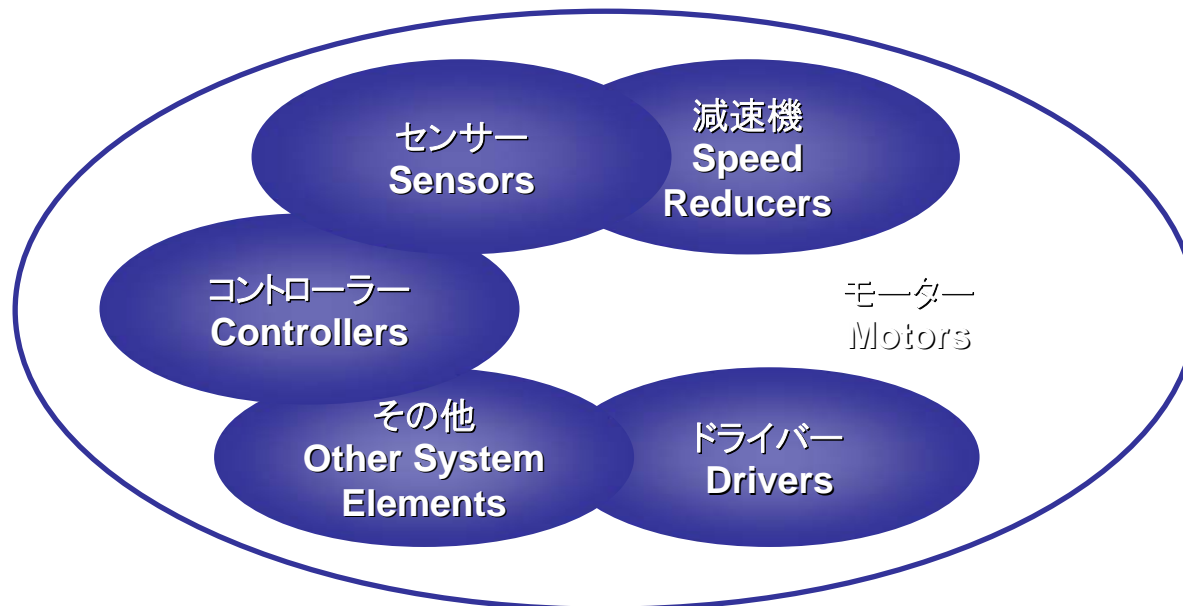 センサー
Sensors
減速機
Speed
Reducers
コントローラー
Controllers
モーター
Motors
その他
Other System
Elements
ドライバー
Drivers